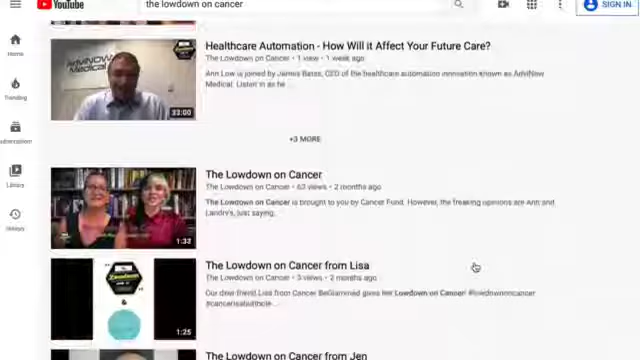 YouTube
the lowdown on cancer
SIGN IN
Home
Trending
Library
History
Healthcare Automation - How Will it Affect Your Future Care?
The Lowdown on Cancer • 1 view • 1 week ago
Ann Low is joined by James Bates, CEO of the healthcare automation innovation known as AdviNow
Medical. Listen in as he ...
33:00
+3 MORE
The Lowdown on Cancer
The Lowdown on Cancer • 63 views • 2 months ago
The Lowdown on Cancer is brought to you by Cancer Fund. However, the freaking opinions are Ann and
Landry's, just saying.
1:32
The Lowdown on Cancer from Lisa
The Lowdown on Cancer • 3 views • 2 months ago
Our dear friend Lisa from Cancer BeGlammed gives her Lowdown on Cancer! #lowdownoncancer
1:25
The Lowdown on Cancer from Jen